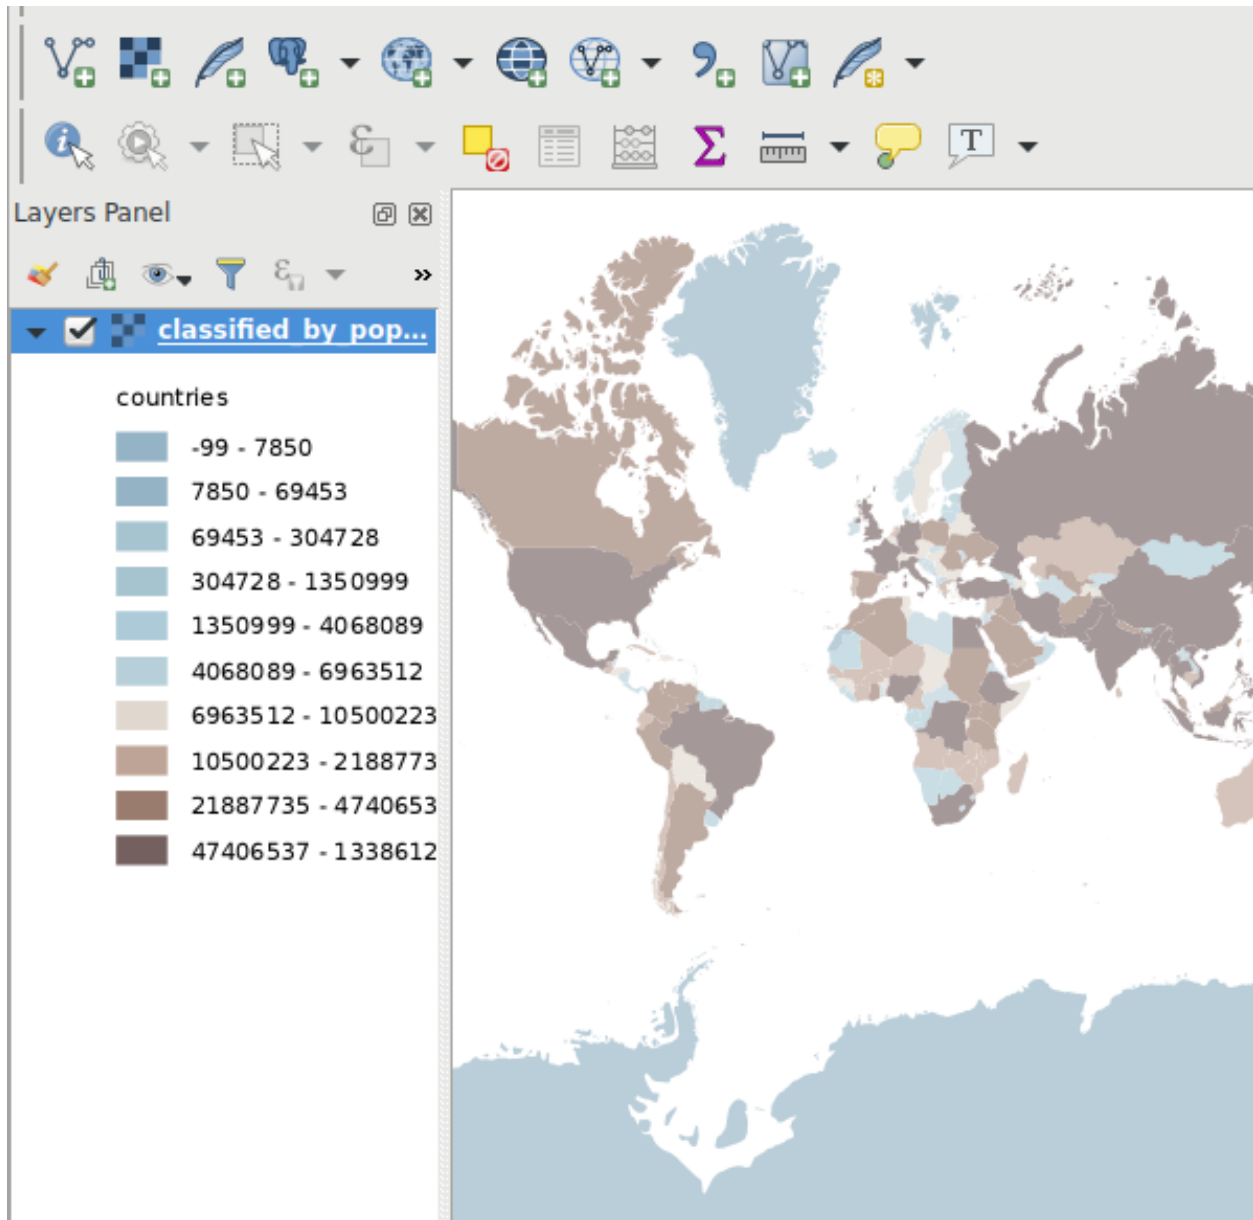 T
Layers Panel
classified_by_pop...
countries
-99 - 7850
7850 - 69453
69453 - 304728
304728 - 1350999
1350999 - 4068089
4068089 - 6963512
6963512 - 10500223
10500223 - 2188773
21887735 - 4740653
47406537 - 1338612